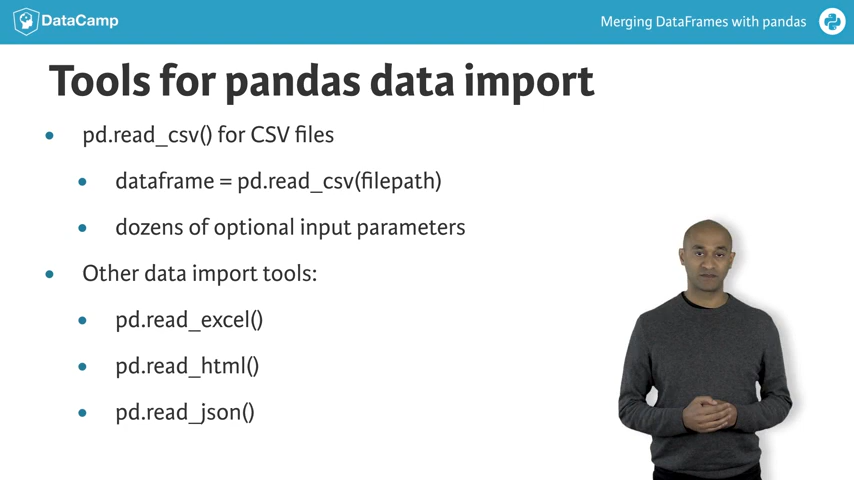 DataCamp
Merging DataFrames with pandas
Tools for pandas data import
pd.read_csv() for CSV files
dataframe = pd.read_csv(filepath)
dozens of optional input parameters
Other data import tools:
pd.read_excel()
pd.read_html()
pd.read_json()